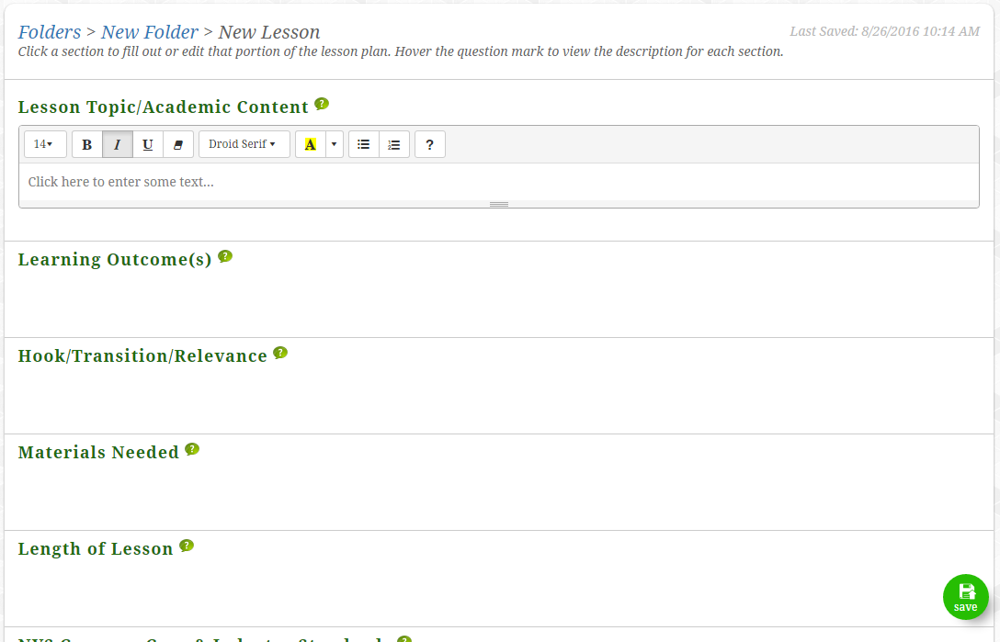 Folders > New Folder > New Lesson
Last Saved: 8/26/2016 10:14 AM
Click a section to fill out or edit that portion of the lesson plan. Hover the question mark to view the description for each section.
Lesson Topic/Academic Content ?
14 B I U Droid Serif A ?
Click here to enter some text...
Learning Outcome(s) ?
Hook/Transition/Relevance ?
Materials Needed ?
Length of Lesson ?
save